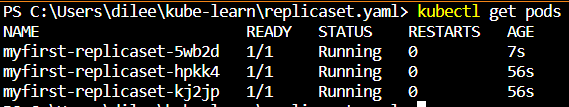 PS C:\Users\dilee\kube-learn\replicaset.yaml> kubectl get pods
NAME READY STATUS RESTARTS AGE
myfirst-replicaset-5wb2d 1/1 Running 0 7s
myfirst-replicaset-hpkk4 1/1 Running 0 56s
myfirst-replicaset-kj2jp 1/1 Running 0 56s